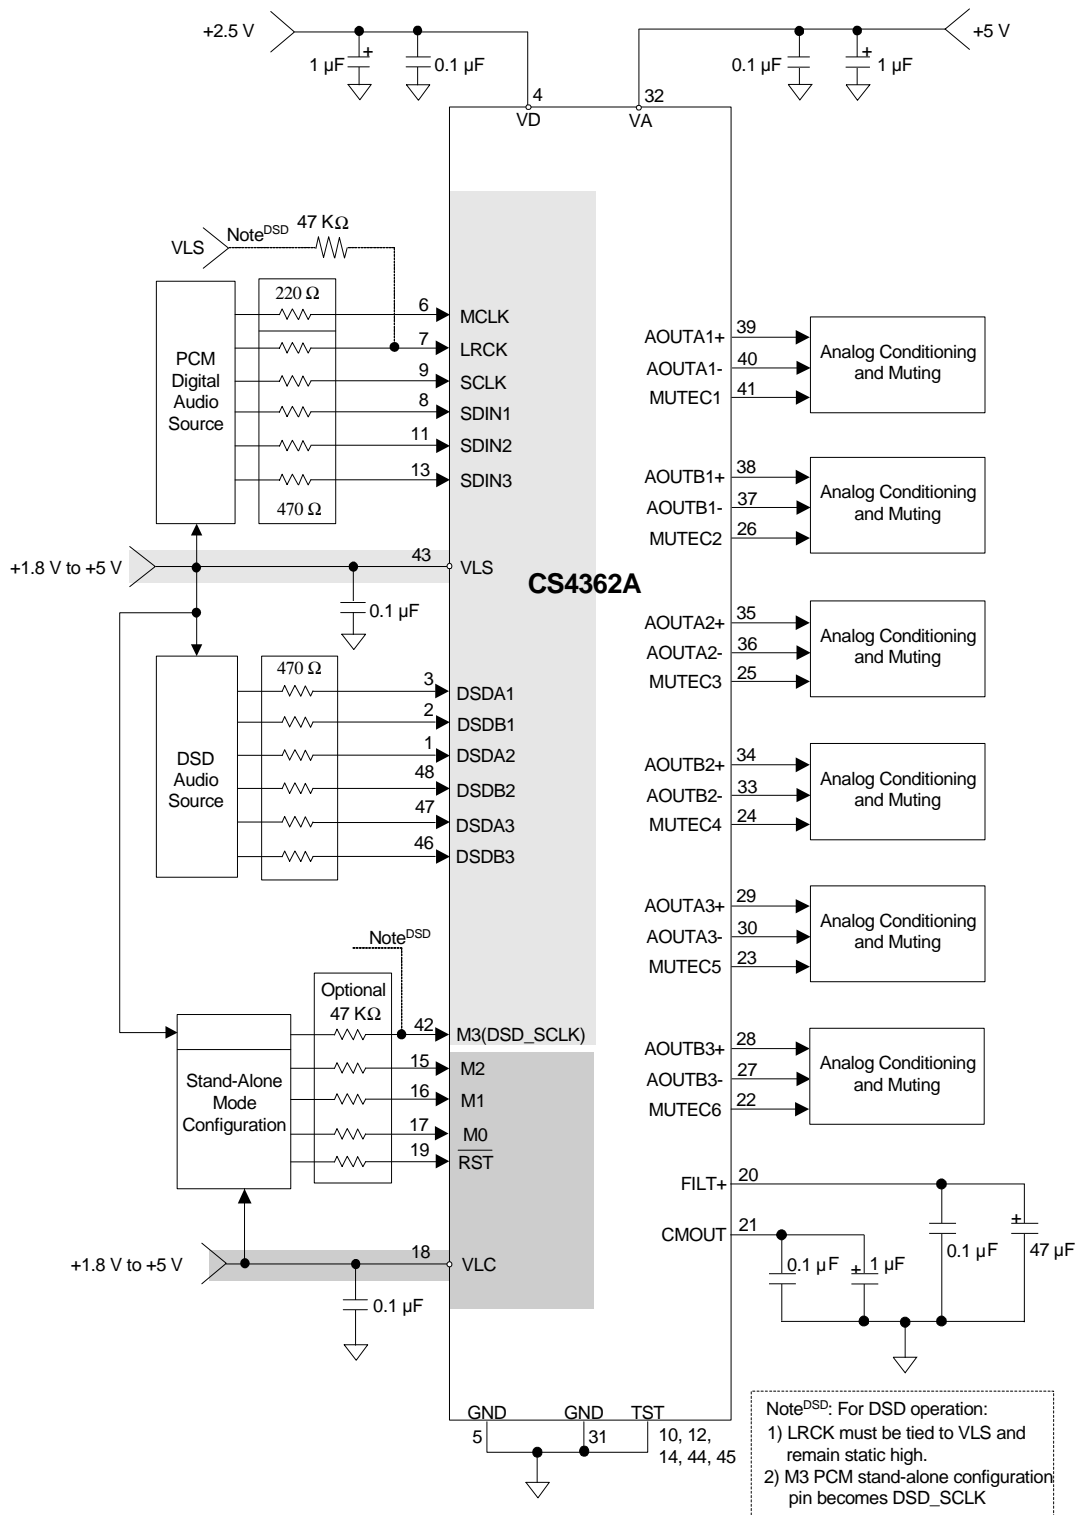 +2.5 V
+5 V
1 µF
+
0.1 µF
0.1 µF
+
1 µF
4
32
VD
VA
VLS
Note^DSD
47 KΩ
220 Ω
470 Ω
PCM
Digital
Audio
Source
6
MCLK
7
LRCK
9
SCLK
8
SDIN1
11
SDIN2
13
SDIN3
+1.8 V to +5 V
43
VLS
0.1 µF
CS4362A
DSD
Audio
Source
470 Ω
3
DSDA1
2
DSDB1
1
DSDA2
48
DSDB2
47
DSDA3
46
DSDB3
Note^DSD
Optional
47 KΩ
Stand-Alone
Mode
Configuration
42
M3(DSD_SCLK)
15
M2
16
M1
17
M0
19
RST
+1.8 V to +5 V
18
VLC
0.1 µF
AOUTA1+
39
AOUTA1-
40
MUTEC1
41
Analog Conditioning
and Muting
AOUTB1+
38
AOUTB1-
37
MUTEC2
26
Analog Conditioning
and Muting
AOUTA2+
35
AOUTA2-
36
MUTEC3
25
Analog Conditioning
and Muting
AOUTB2+
34
AOUTB2-
33
MUTEC4
24
Analog Conditioning
and Muting
AOUTA3+
29
AOUTA3-
30
MUTEC5
23
Analog Conditioning
and Muting
AOUTB3+
28
AOUTB3-
27
MUTEC6
22
Analog Conditioning
and Muting
FILT+
20
CMOUT
21
0.1 µF
+
1 µF
0.1 µF
+
47 µF
GND
GND
TST
5
31
10, 12,
14, 44, 45
Note^DSD: For DSD operation:
1) LRCK must be tied to VLS and
remain static high.
2) M3 PCM stand-alone configuration
pin becomes DSD_SCLK